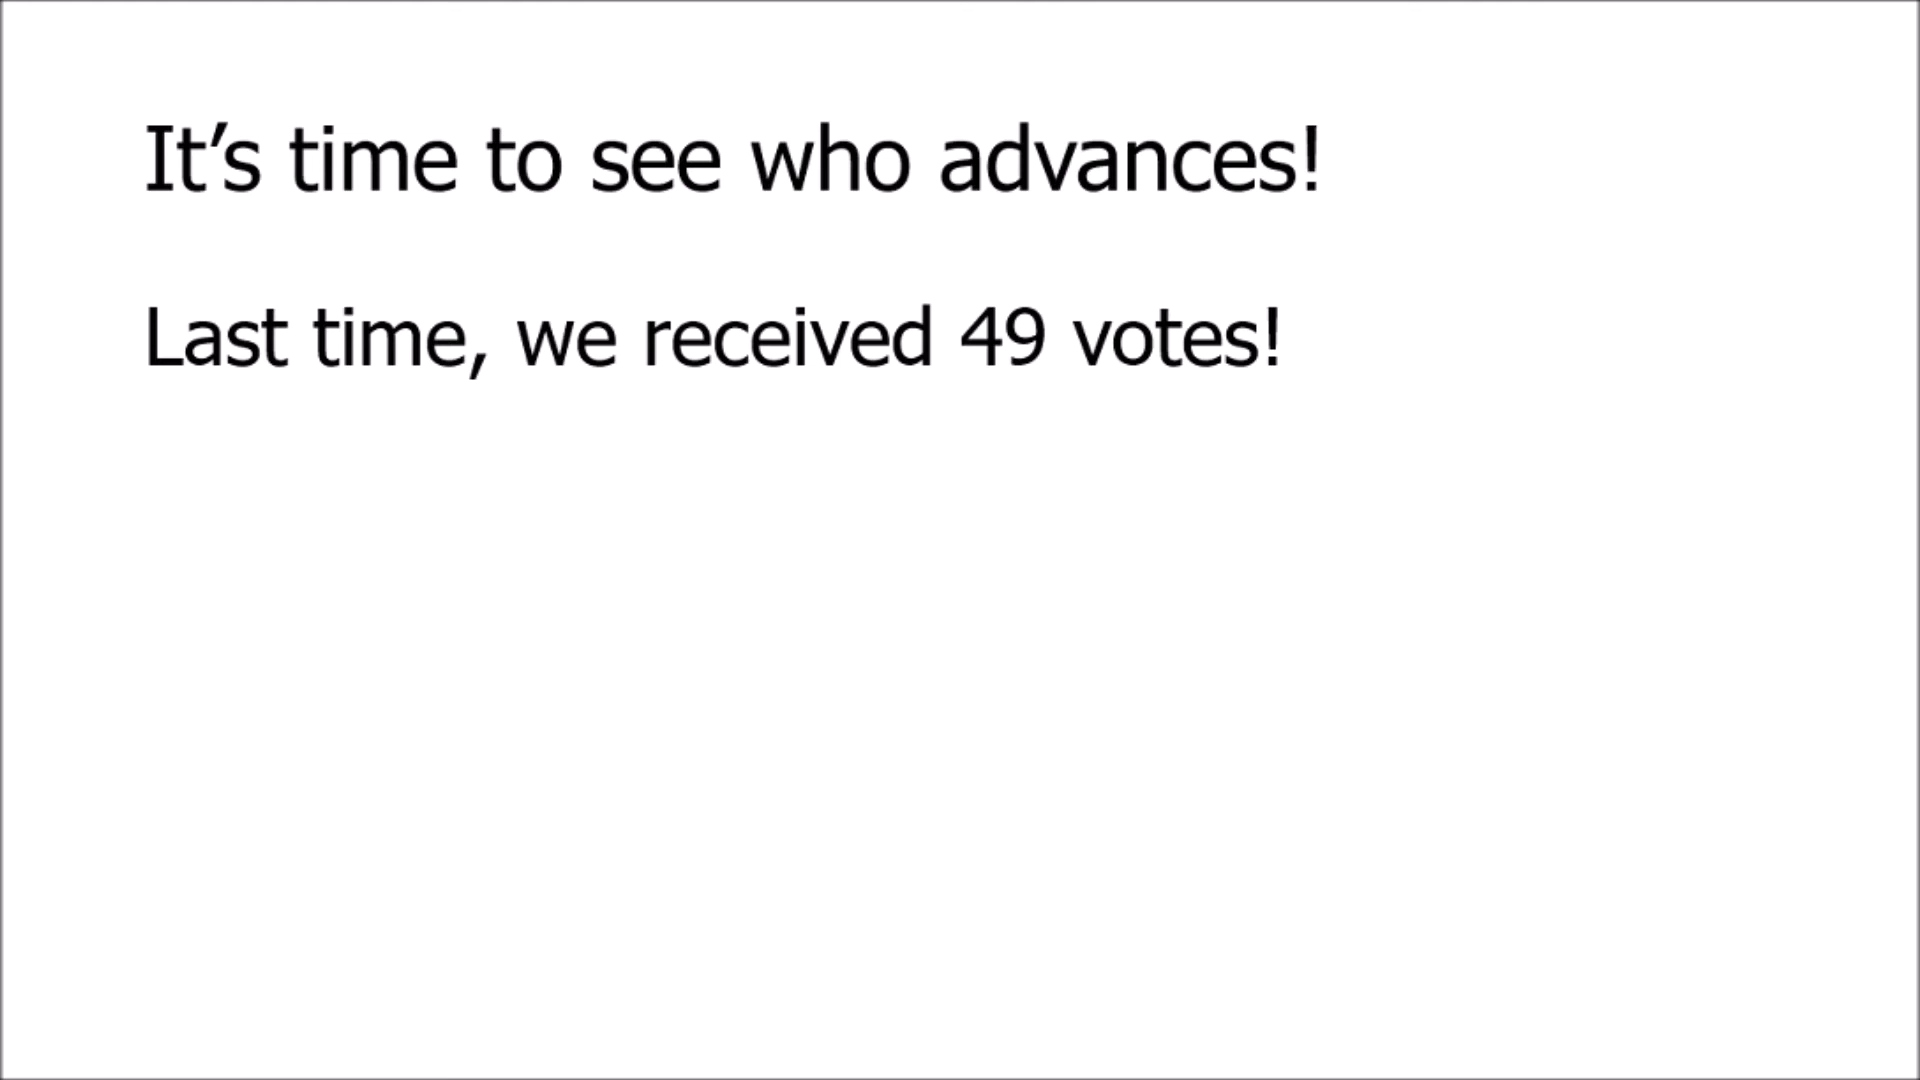 It’s time to see who advances!
Last time, we received 49 votes!